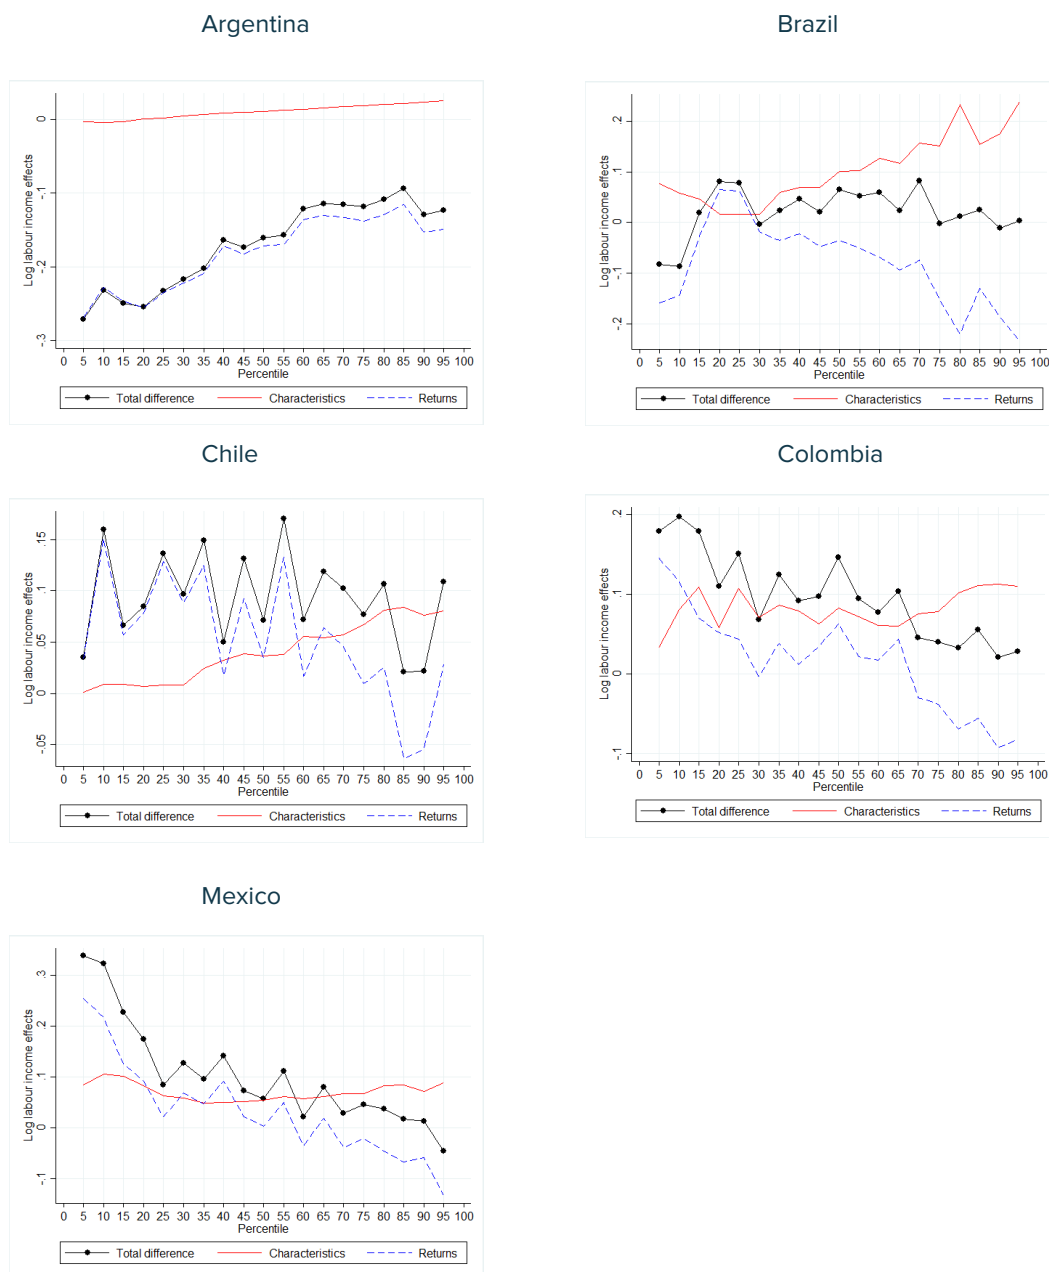 Argentina
Log labour income effects
0
-.1
-.2
-.3
0 5 10 15 20 25 30 35 40 45 50 55 60 65 70 75 80 85 90 95 100
Percentile
Total difference Characteristics Returns
Brazil
Log labour income effects
.2
.1
0
-.1
-.2
0 5 10 15 20 25 30 35 40 45 50 55 60 65 70 75 80 85 90 95 100
Percentile
Total difference Characteristics Returns
Chile
Log labour income effects
.15
.1
.05
0
-.05
0 5 10 15 20 25 30 35 40 45 50 55 60 65 70 75 80 85 90 95 100
Percentile
Total difference Characteristics Returns
Colombia
Log labour income effects
.2
.1
0
-.1
0 5 10 15 20 25 30 35 40 45 50 55 60 65 70 75 80 85 90 95 100
Percentile
Total difference Characteristics Returns
Mexico
Log labour income effects
.3
.2
.1
0
-.1
0 5 10 15 20 25 30 35 40 45 50 55 60 65 70 75 80 85 90 95 100
Percentile
Total difference Characteristics Returns